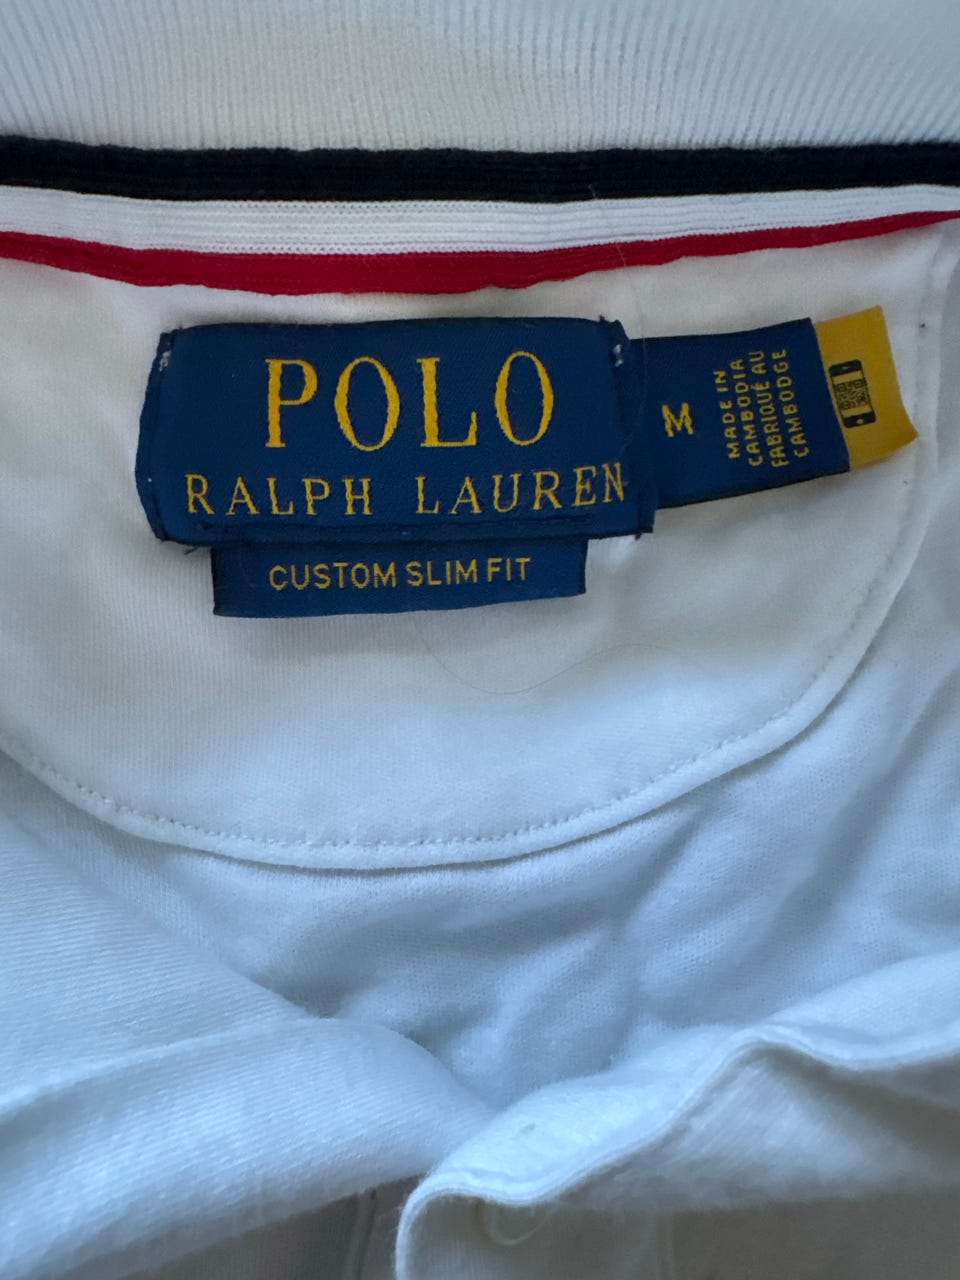 POLO
RALPH LAUREN
CUSTOM SLIM FIT
M
MADE IN
CAMBODIA
FABRIQUÉ AU
CAMBODGE